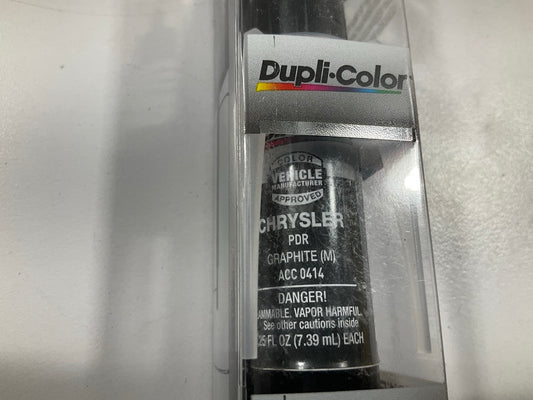 Dupli•Color
COLOR
VEHICLE
MANUFACTURER
APPROVED
CHRYSLER
PDR
GRAPHITE (M)
ACC 0414
DANGER!
AMMABLE. VAPOR HARMFUL.
See other cautions inside
25 FL OZ (7.39 mL) EACH